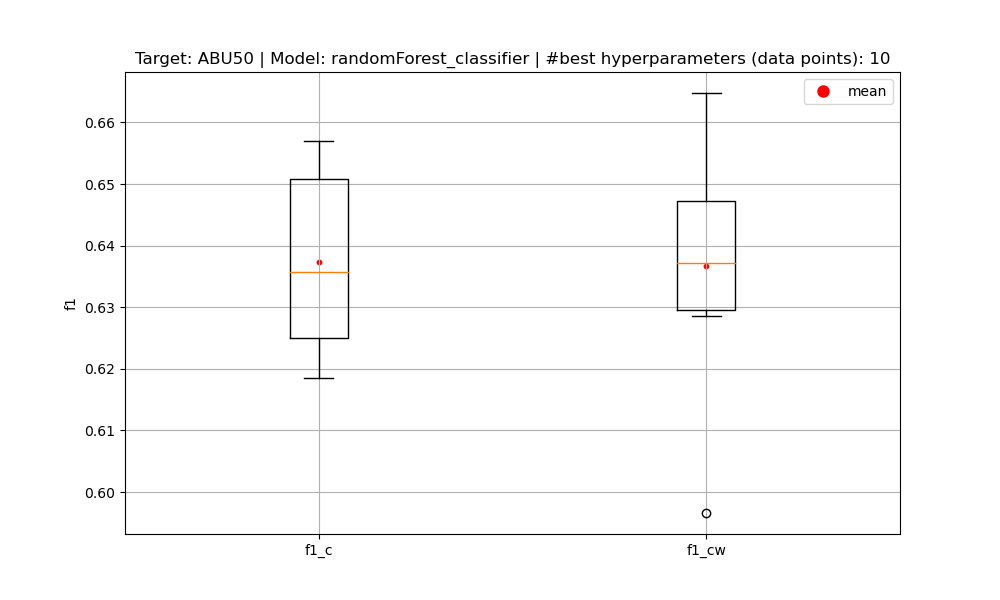 Target: ABU50 | Model: randomForest_classifier | #best hyperparameters (data points): 10
mean
0.66
0.65
0.64
0.63
0.62
0.61
0.60
f1
f1_c
f1_cw